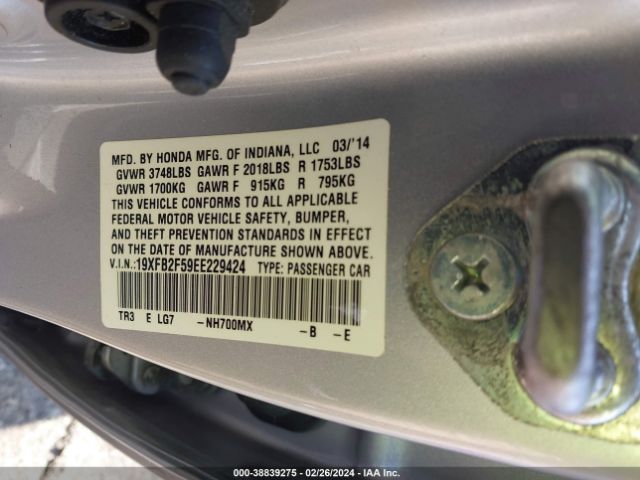 MFD. BY HONDA MFG. OF INDIANA, LLC 03/'14
GVWR 3748LBS GAWR F 2018LBS R 1753LBS
GVWR 1700KG GAWR F 915KG R 795KG
THIS VEHICLE CONFORMS TO ALL APPLICABLE
FEDERAL MOTOR VEHICLE SAFETY, BUMPER,
AND THEFT PREVENTION STANDARDS IN EFFECT
ON THE DATE OF MANUFACTURE SHOWN ABOVE.
V.I.N.:19XFB2F59EE229424 TYPE: PASSENGER CAR
TR3 E LG7 -NH700MX -B -E
000-38839275 - 02/26/2024 - IAA Inc.